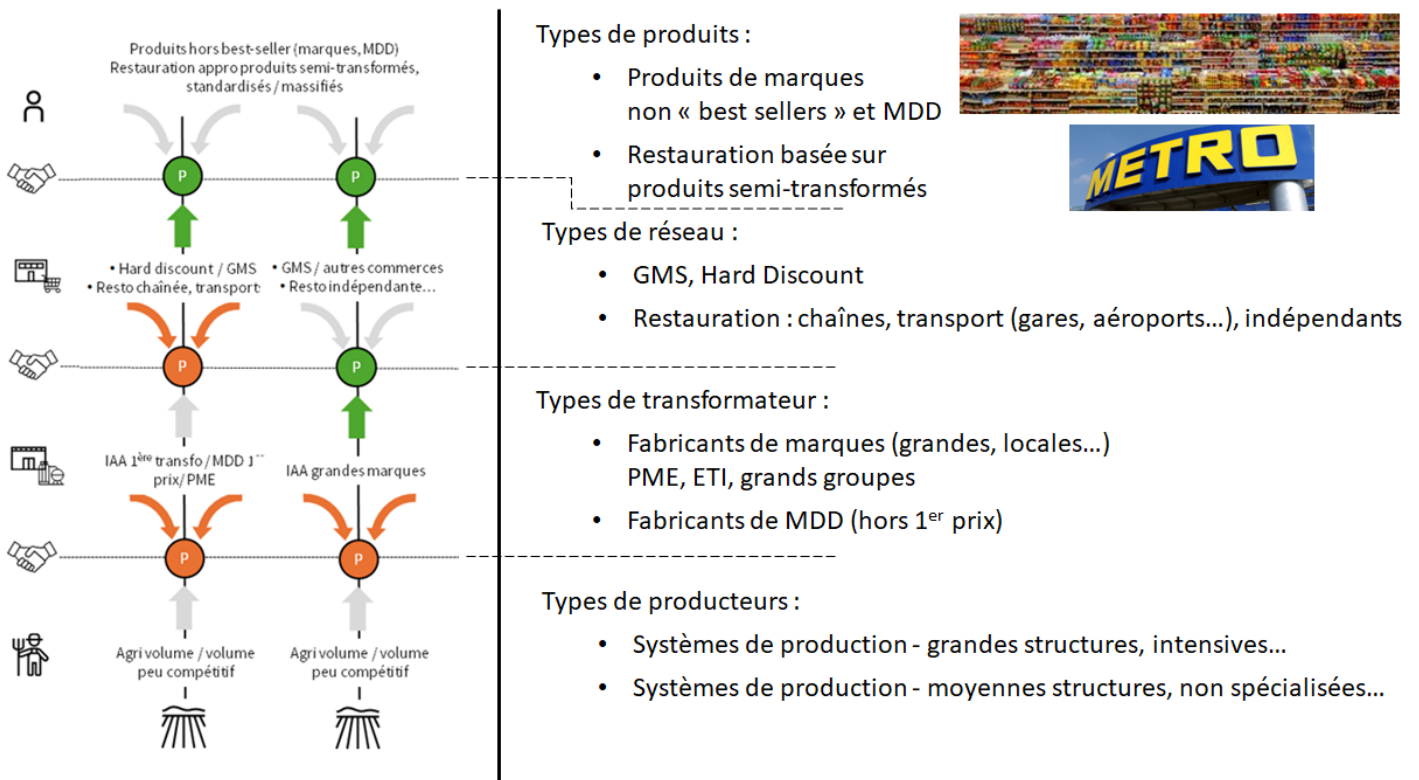 Produits hors best-seller (marques, MDD)
Restauration appro produits semi-transformés,
standardisés / massifiés
P
P
• Hard discount / GMS
• Resto chaînée, transport
• GMS / autres commerces
• Resto indépendante…
P
P
IAA 1ère transfo / MDD 1
prix/ PME
IAA grandes marques
P
P
Agri volume / volume
peu compétitif
Agri volume / volume
peu compétitif
Types de produits :
• Produits de marques
non « best sellers » et MDD
• Restauration basée sur
produits semi-transformés
METRO
Types de réseau :
• GMS, Hard Discount
• Restauration : chaînes, transport (gares, aéroports…), indépendants
Types de transformateur :
• Fabricants de marques (grandes, locales…)
PME, ETI, grands groupes
• Fabricants de MDD (hors 1er prix)
Types de producteurs :
• Systèmes de production - grandes structures, intensives…
• Systèmes de production - moyennes structures, non spécialisées…